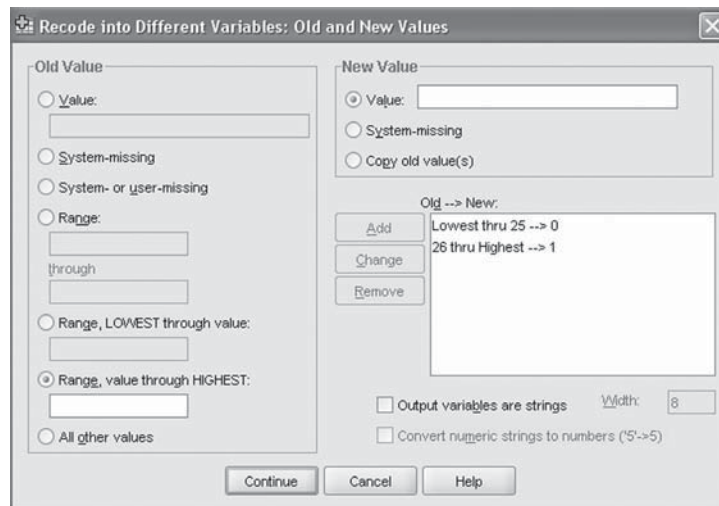 Recode into Different Variables: Old and New Values
Old Value
Value:
System-missing
System- or user-missing
Range:
through
Range, LOWEST through value:
Range, value through HIGHEST:
All other values
New Value
Value:
System-missing
Copy old value(s)
Old --> New:
Add
Change
Remove
Lowest thru 25 --> 0
26 thru Highest --> 1
Output variables are strings
Width:
8
Convert numeric strings to numbers ('5'->5)
Continue
Cancel
Help